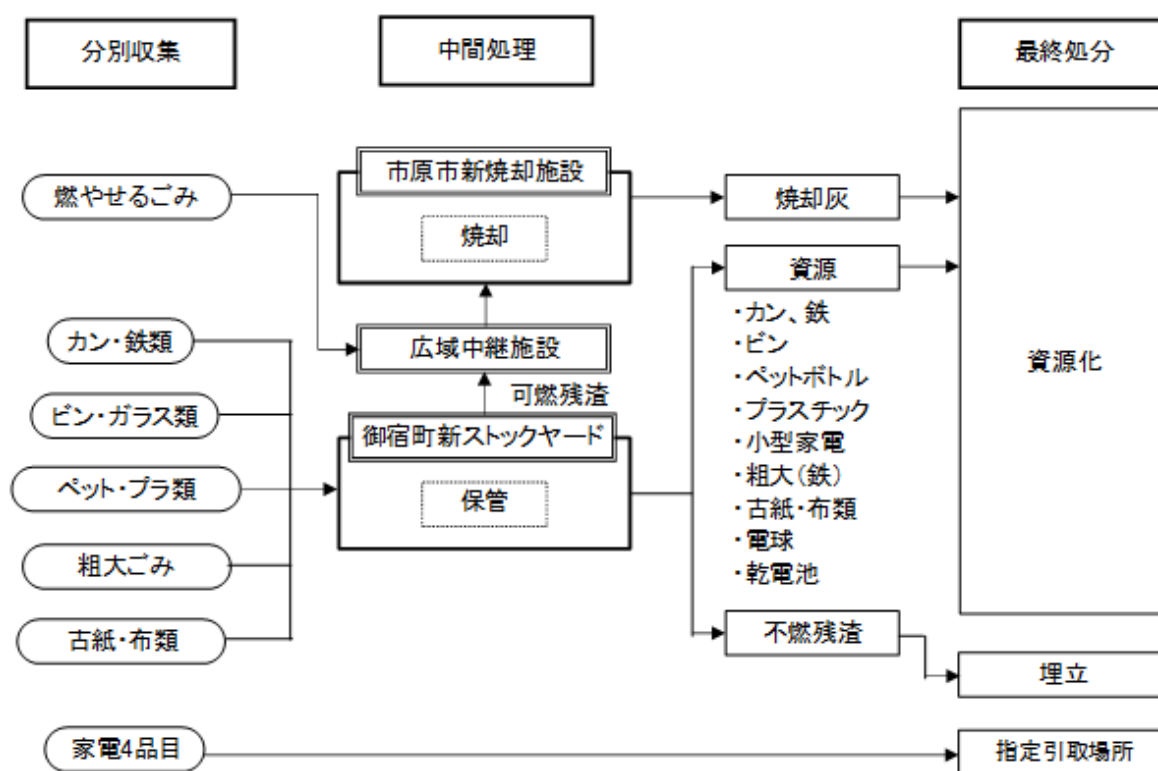 分別収集
中間処理
最終処分
市原市新焼却施設
燃やせるごみ
焼却
焼却灰
資源
・カン、鉄
・ビン
・ペットボトル
・プラスチック
・小型家電
・粗大(鉄)
・古紙・布類
・電球
・乾電池
カン・鉄類
広域中継施設
可燃残渣
ビン・ガラス類
御宿町新ストックヤード
ペット・プラ類
保管
粗大ごみ
古紙・布類
不燃残渣
資源化
埋立
家電4品目
指定引取場所